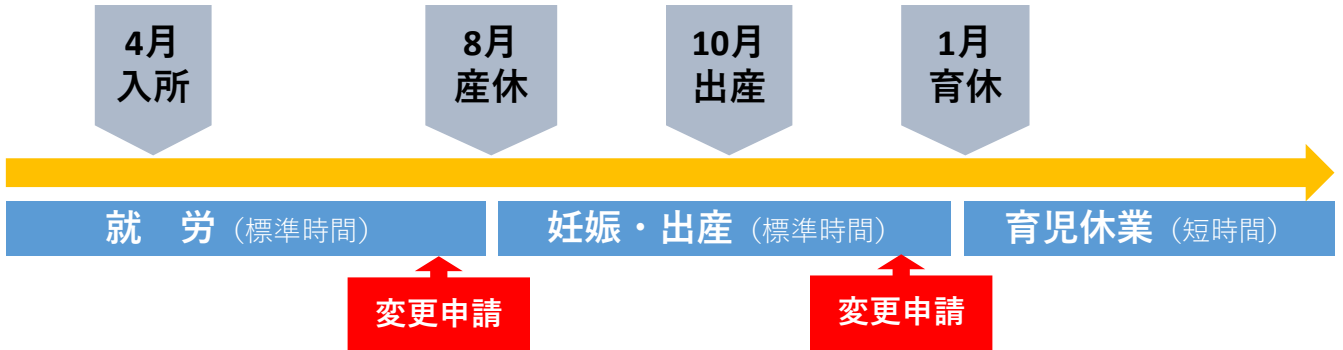 4月
入所
8月
産休
10月
出産
1月
育休
就　労（標準時間）
妊娠・出産（標準時間）
育児休業（短時間）
変更申請
変更申請